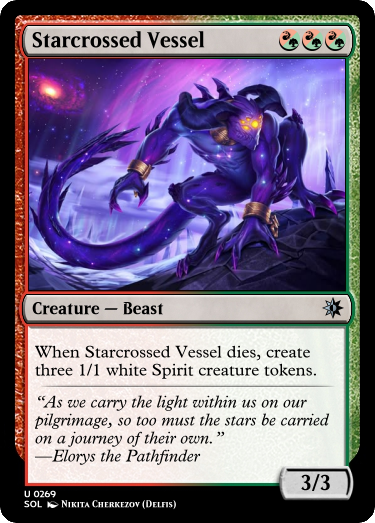 Starcrossed Vessel
Creature — Beast
When Starcrossed Vessel dies, create
three 1/1 white Spirit creature tokens.
“As we carry the light within us on our
pilgrimage, so too must the stars be carried
on a journey of their own.”
—Elorys the Pathfinder
3/3
U 0269
SOL Nikita Cherkezov (Delfis)